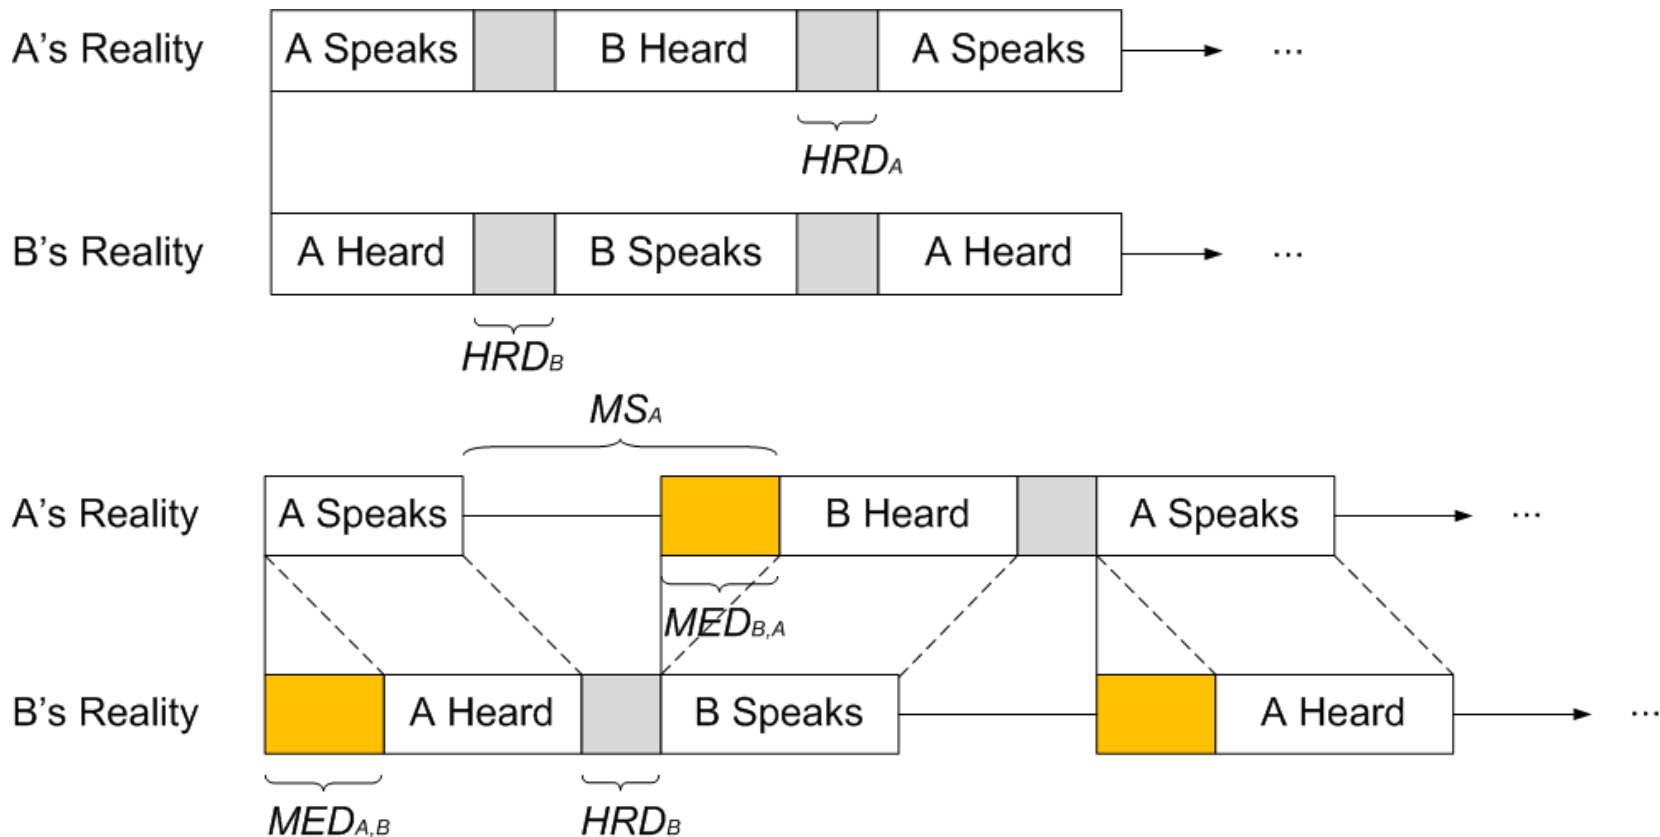 A's Reality A Speaks B Heard A Speaks ...
HRDA
B's Reality A Heard B Speaks A Heard ...
HRDB
MSA
A's Reality A Speaks B Heard A Speaks ...
MEDB,A
B's Reality A Heard B Speaks A Heard ...
MEDA,B HRDB